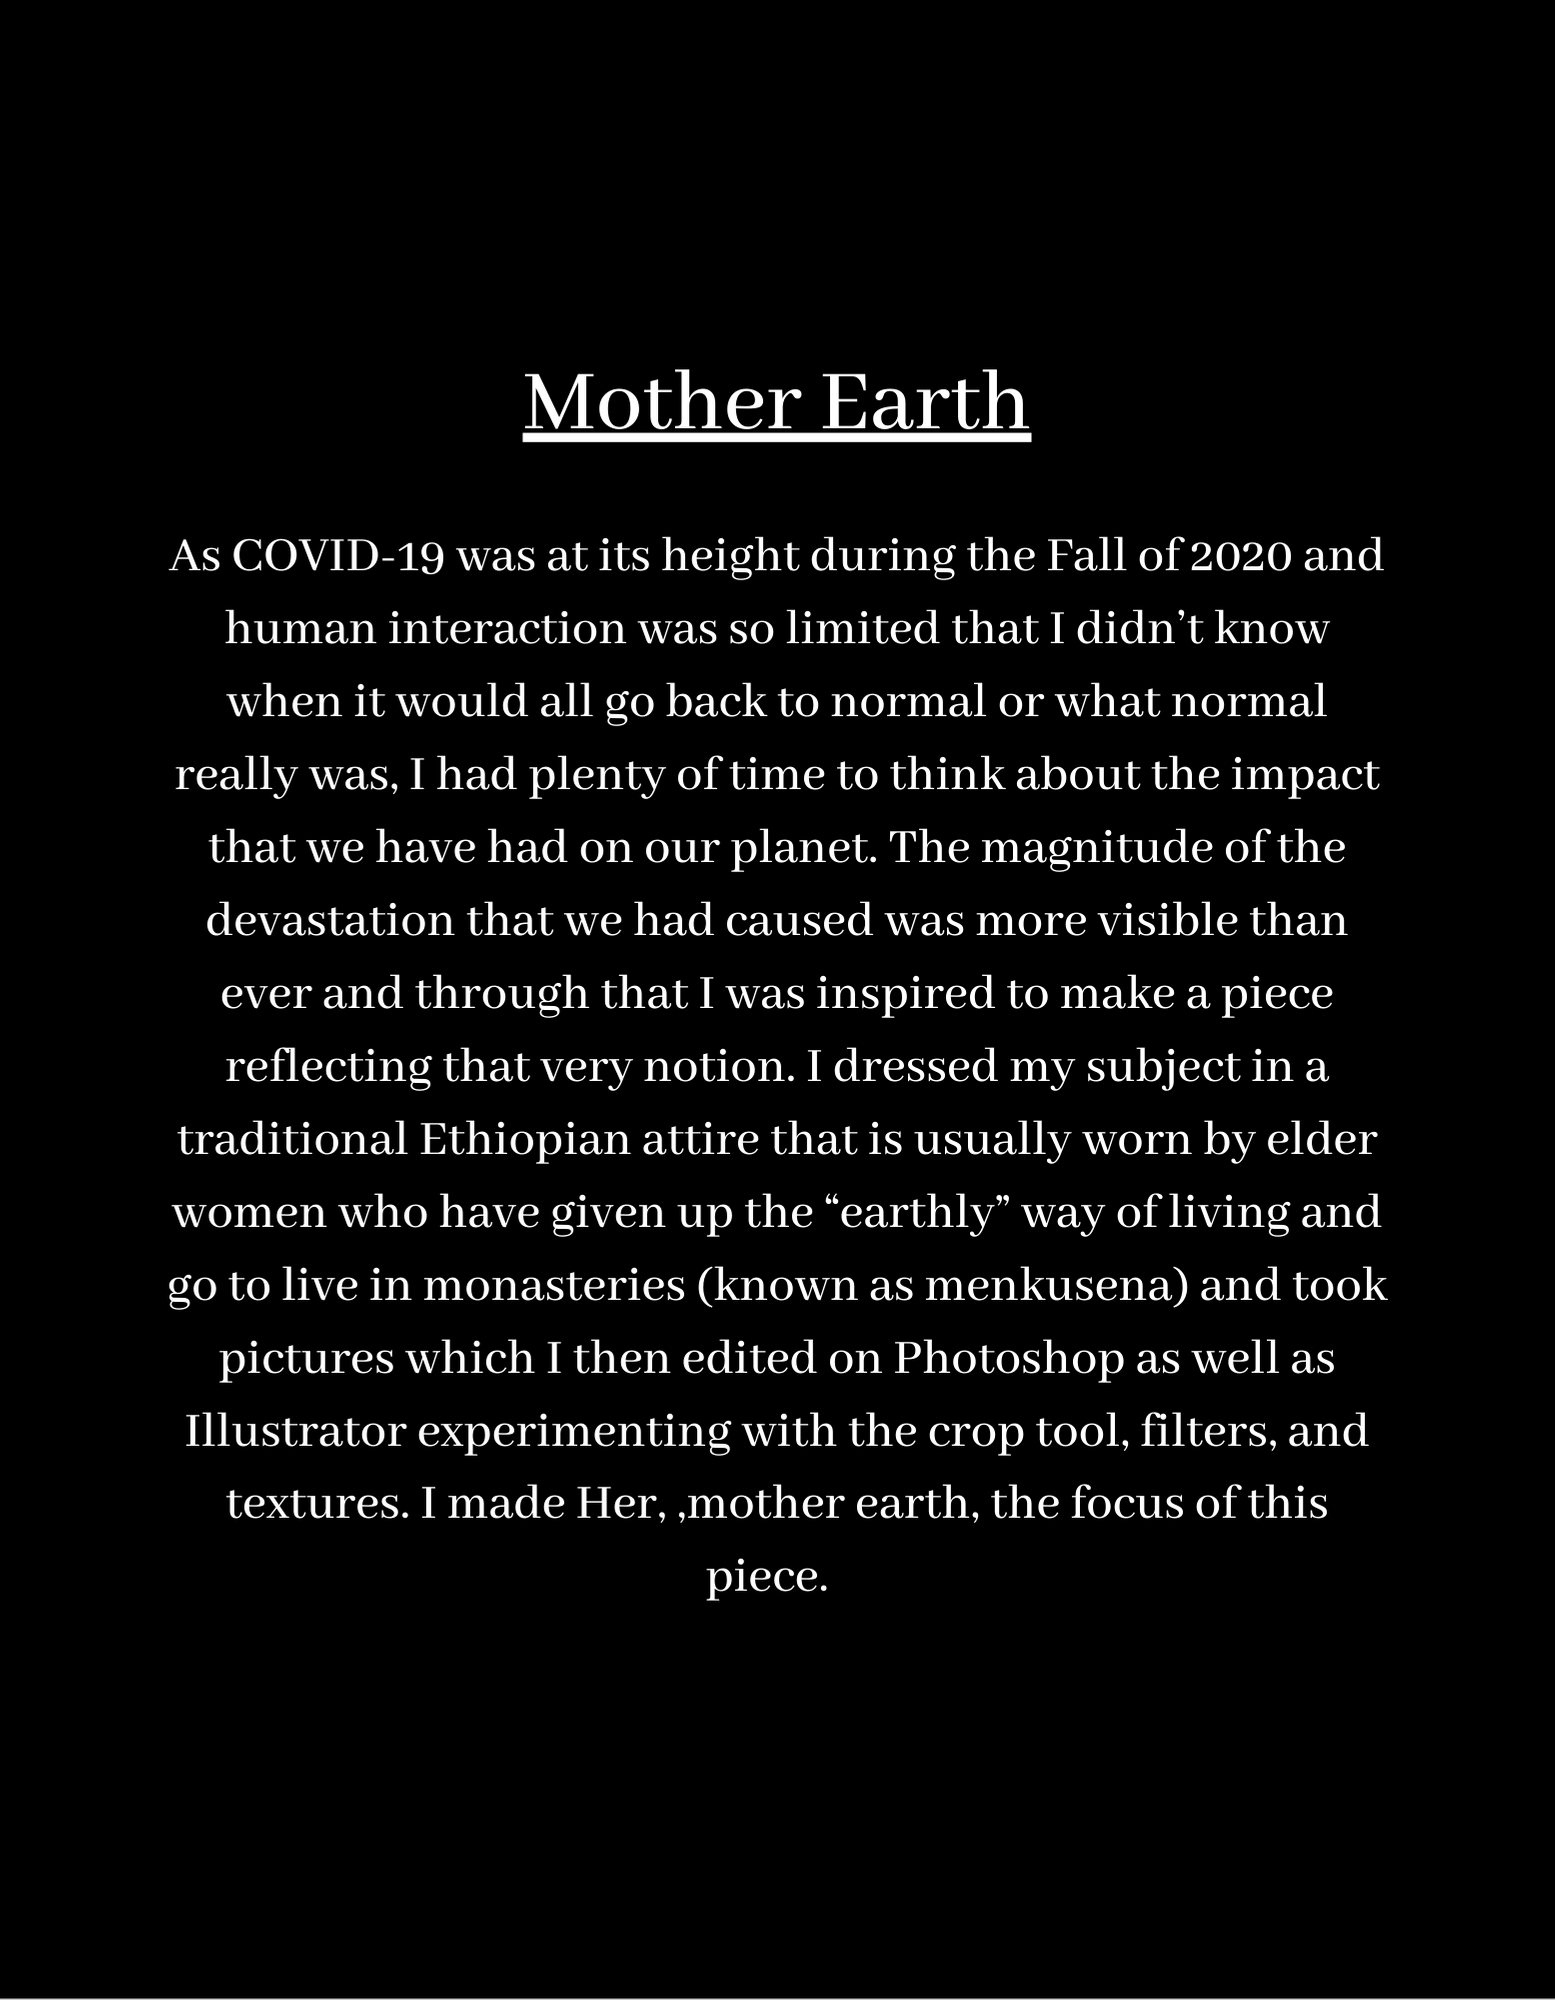 Mother Earth
As COVID-19 was at its height during the Fall of 2020 and
human interaction was so limited that I didn’t know
when it would all go back to normal or what normal
really was, I had plenty of time to think about the impact
that we have had on our planet. The magnitude of the
devastation that we had caused was more visible than
ever and through that I was inspired to make a piece
reflecting that very notion. I dressed my subject in a
traditional Ethiopian attire that is usually worn by elder
women who have given up the “earthly” way of living and
go to live in monasteries (known as menkusena) and took
pictures which I then edited on Photoshop as well as
Illustrator experimenting with the crop tool, filters, and
textures. I made Her, ,mother earth, the focus of this
piece.